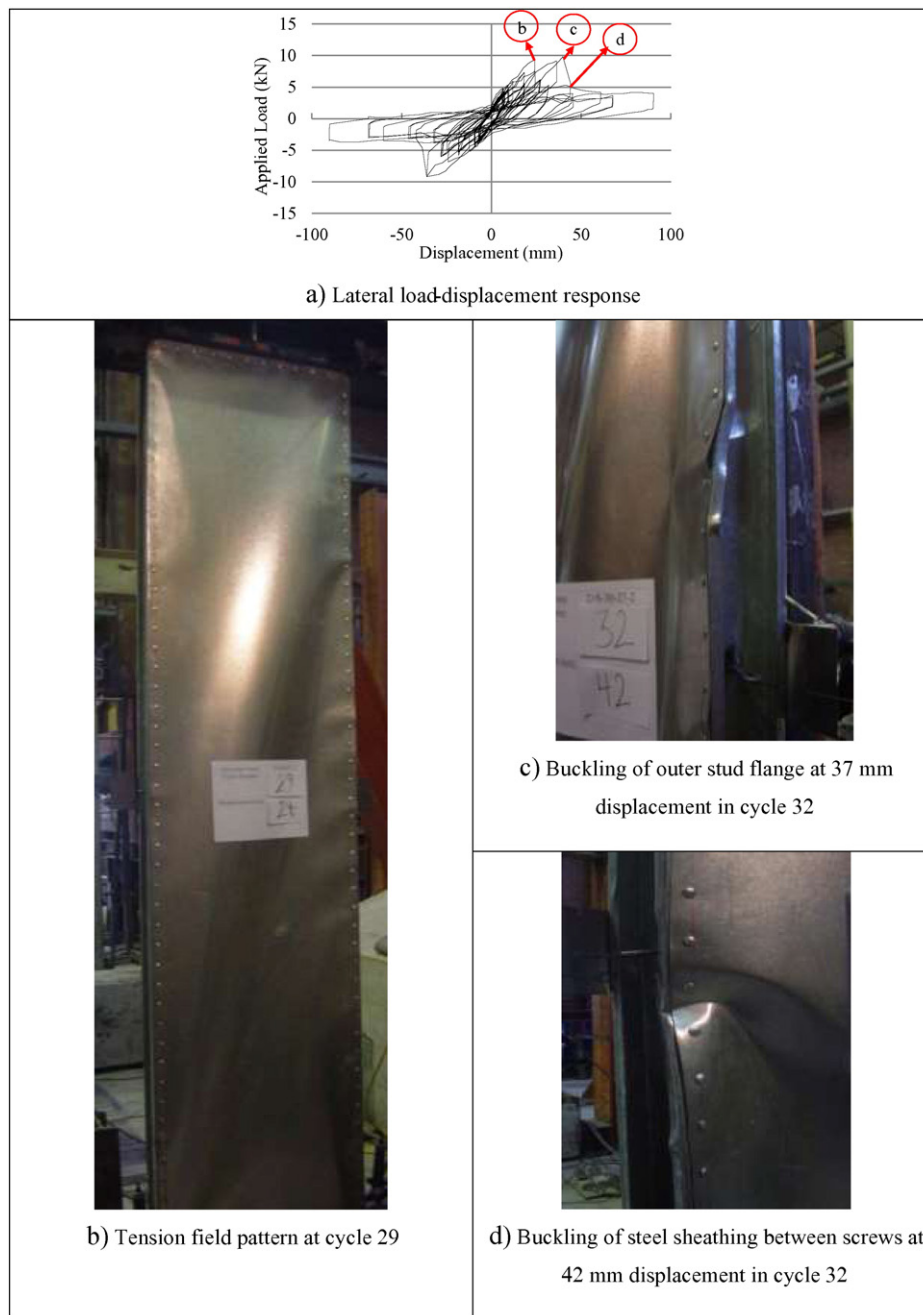 15
10
5
0
-5
-10
-15
Applied Load (kN)
b
c
d
-100
-50
0
50
100
Displacement (mm)
a) Lateral load-displacement response
29
24
b) Tension field pattern at cycle 29
32
42
c) Buckling of outer stud flange at 37 mm
displacement in cycle 32
d) Buckling of steel sheathing between screws at
42 mm displacement in cycle 32